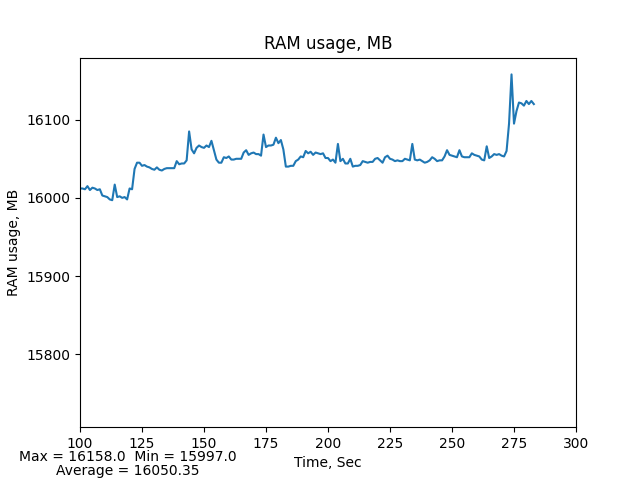 RAM usage, MB
RAM usage, MB
16100
16000
15900
15800
100 125 150 175 200 225 250 275 300
Time, Sec
Max = 16158.0  Min = 15997.0
Average = 16050.35